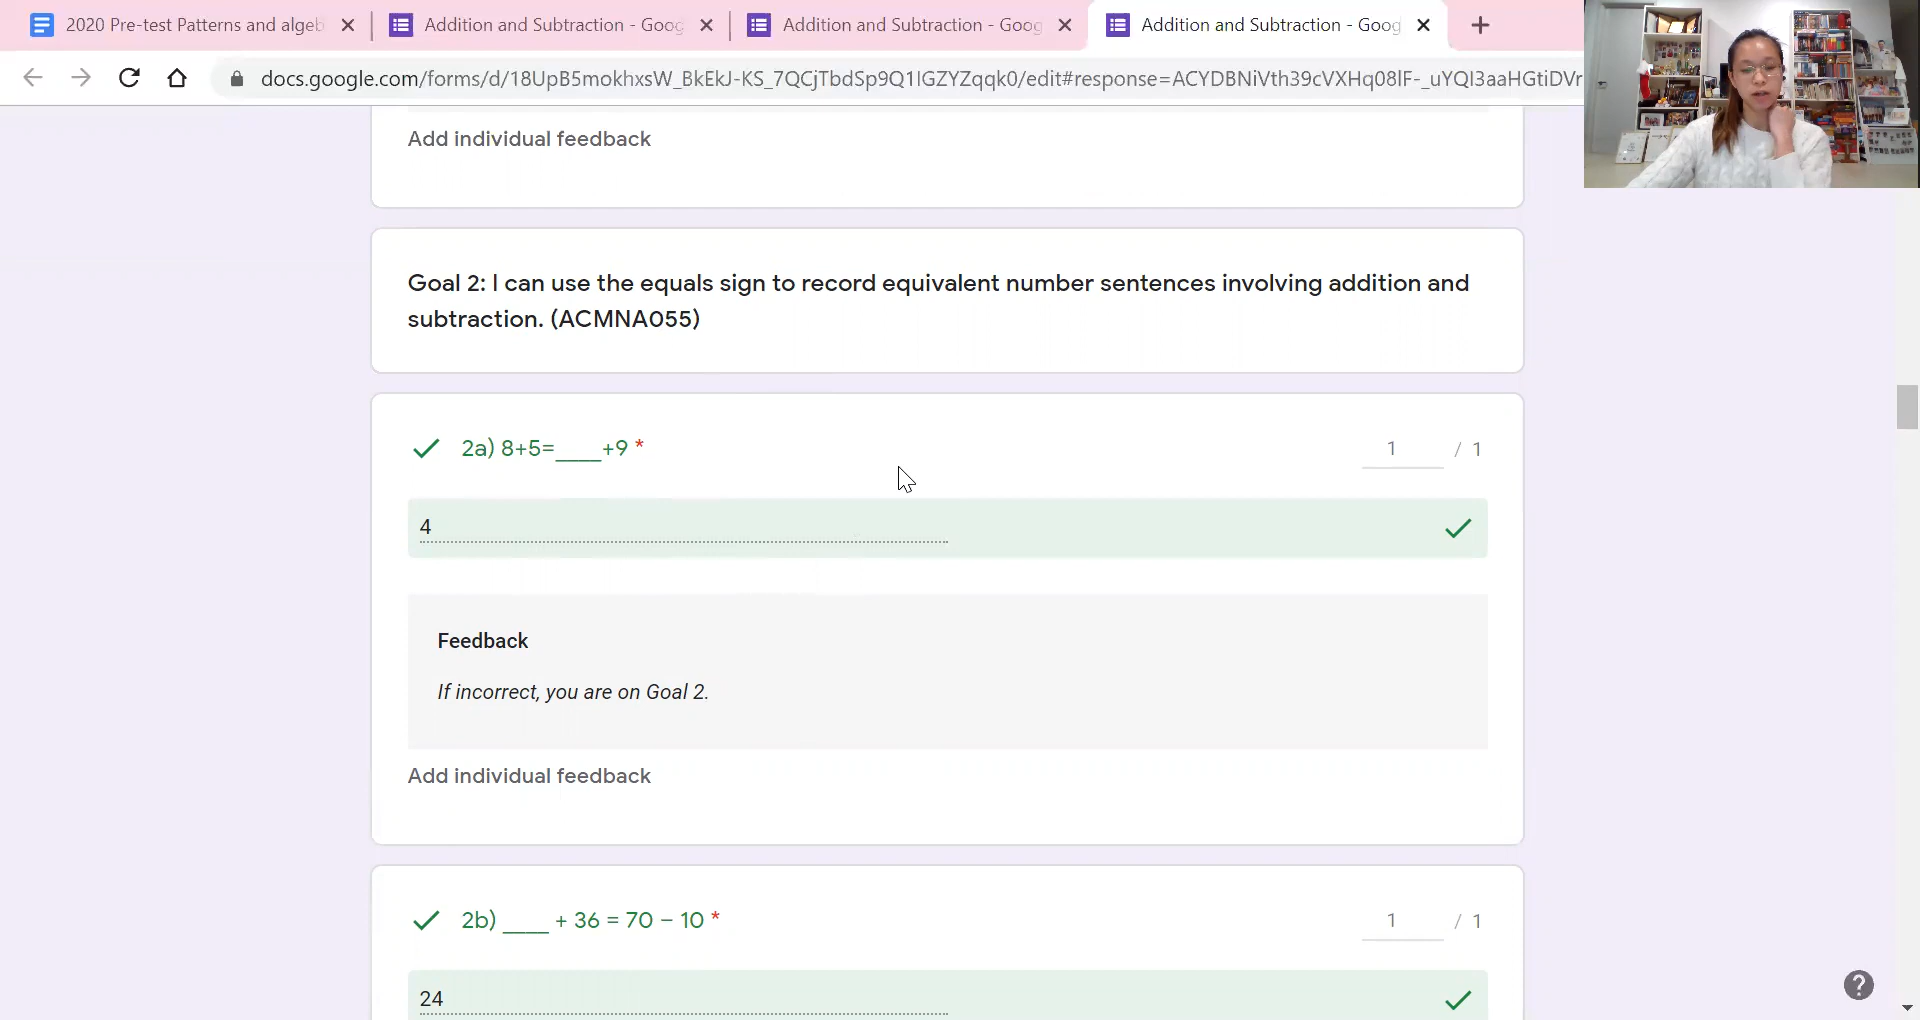 2020 Pre-test Patterns and algeb
Addition and Subtraction - Goog
Addition and Subtraction - Goog
Addition and Subtraction - Goog
docs.google.com/forms/d/18UpB5mokhxsW_BkEkJ-KS_7QCjTbdSp9Q1IGZYZqqk0/edit#response=ACYDBNiVth39cVXHq08lF-_uYQI3aaHGtiDVr
Add individual feedback
Goal 2: I can use the equals sign to record equivalent number sentences involving addition and
subtraction. (ACMNA055)
2a) 8+5=____+9 *
1 / 1
4
Feedback
If incorrect, you are on Goal 2.
Add individual feedback
2b) ____ + 36 = 70 − 10 *
1 / 1
24